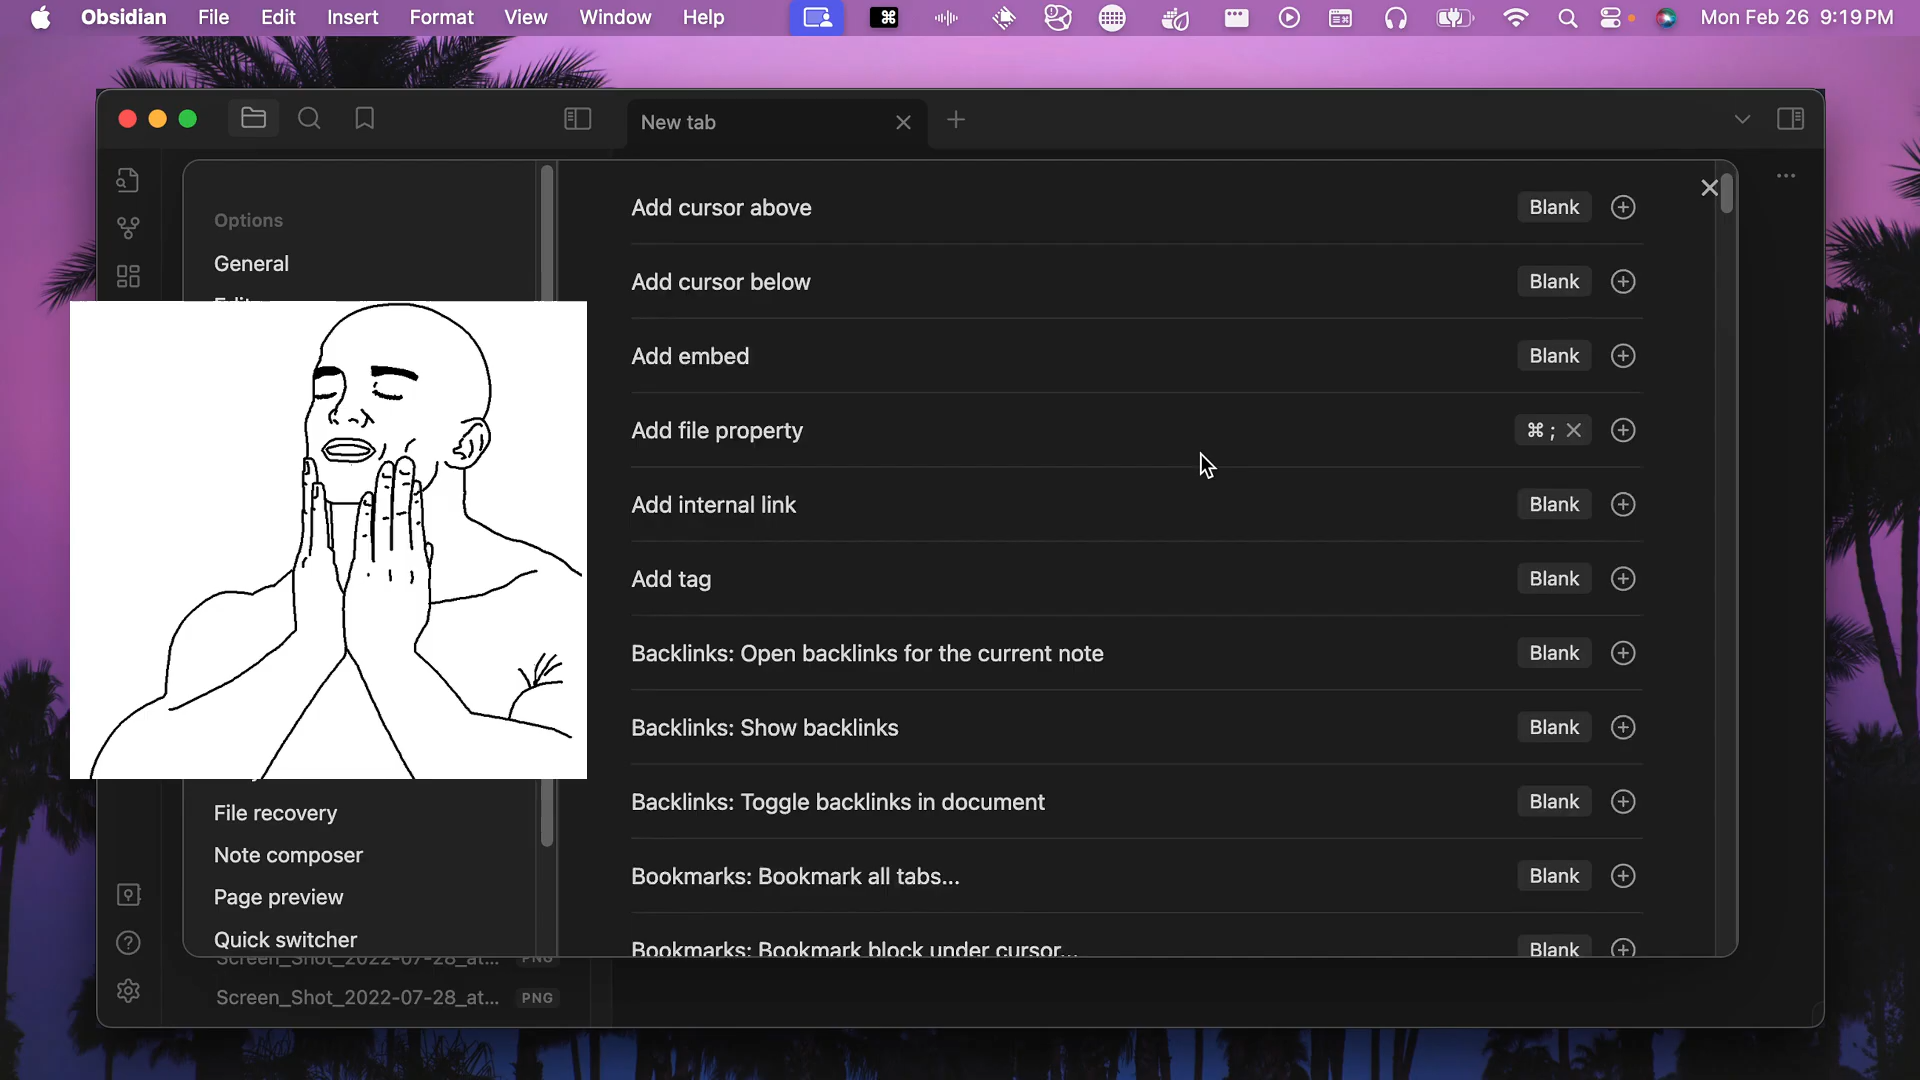 Obsidian File Edit Insert Format View Window Help Mon Feb 26 9:19 PM
New tab
Options
General
Add cursor above Blank
Add cursor below Blank
Add embed Blank
Add file property ⌘ ;
Add internal link Blank
Add tag Blank
Backlinks: Open backlinks for the current note Blank
Backlinks: Show backlinks Blank
Backlinks: Toggle backlinks in document Blank
Bookmarks: Bookmark all tabs... Blank
Bookmarks: Bookmark block under cursor... Blank
File recovery
Note composer
Page preview
Quick switcher
Screen_Shot_2022-07-28_at... PNG
Screen_Shot_2022-07-28_at... PNG